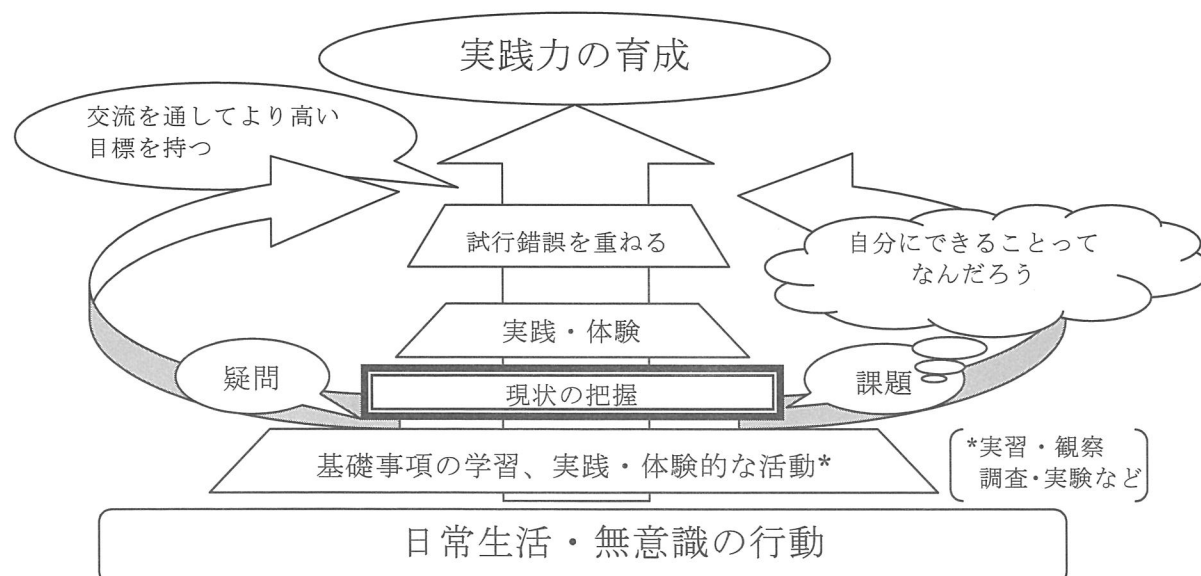 実践力の育成
交流を通してより高い
目標を持つ
試行錯誤を重ねる
自分にできることって
なんだろう
実践・体験
疑問
現状の把握
課題
基礎事項の学習、実践・体験的な活動*
*実習・観察
調査・実験など
日常生活・無意識の行動